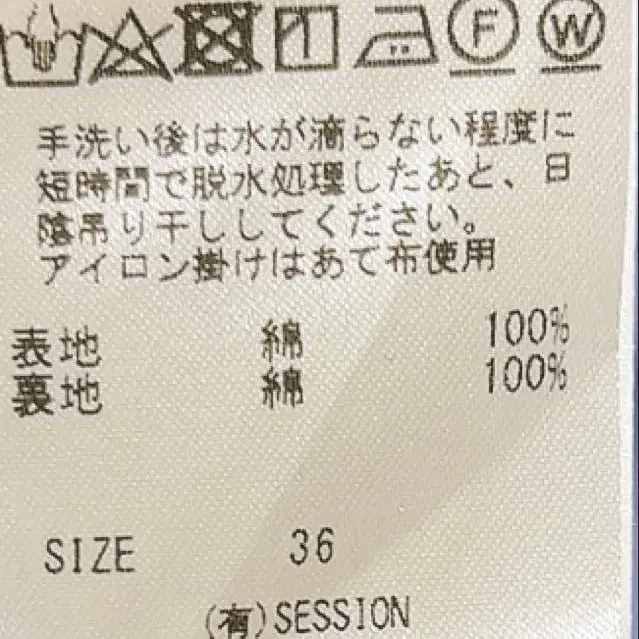 F W
手洗い後は水が滴らない程度に
短時間で脱水処理したあと、日
陰吊り干ししてください。
アイロン掛けはあて布使用
表地 綿 100%
裏地 綿 100%
SIZE 36
(有)SESSION